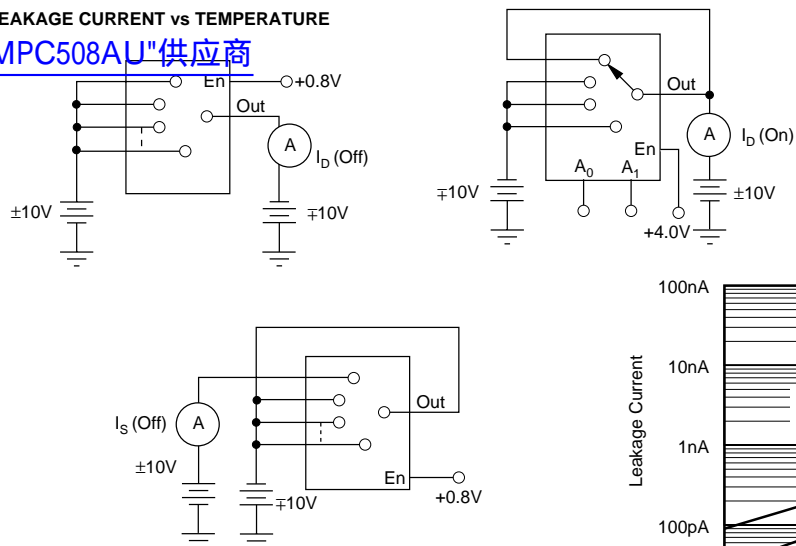 EAKAGE CURRENT vs TEMPERATURE
MPC508AU"供应商
En
+0.8V
Out
A
I_D (Off)
±10V
∓10V
Out
A
I_D (On)
En
A_0 A_1
∓10V
±10V
+4.0V
Out
I_S (Off)
A
±10V
∓10V
En
+0.8V
Leakage Current
100nA
10nA
1nA
100pA